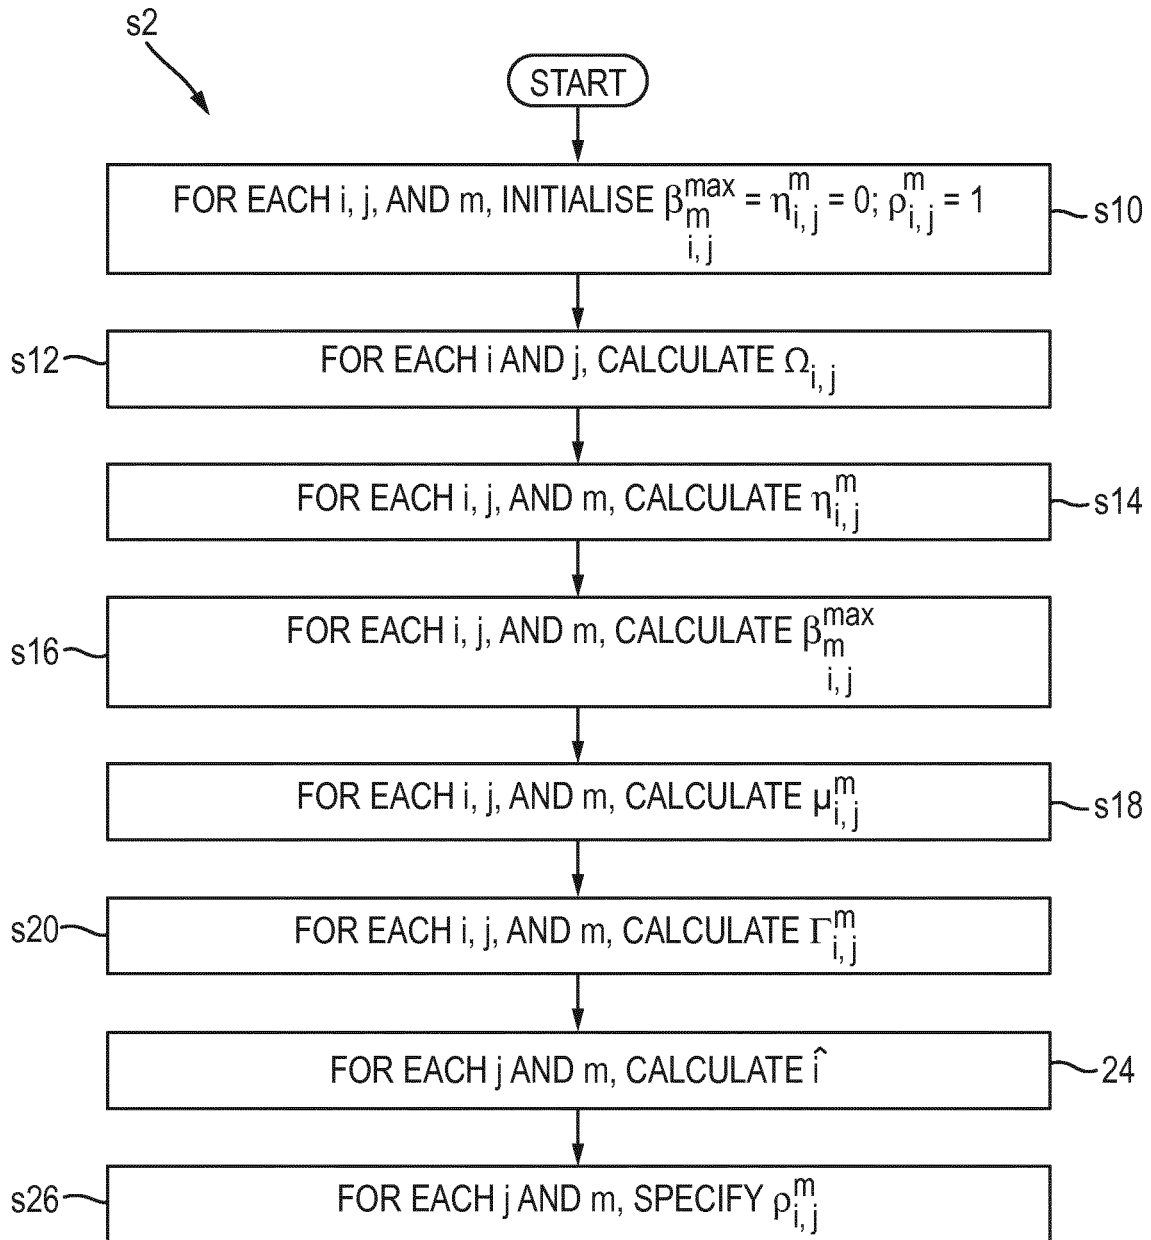 s2
START
FOR EACH i, j, AND m, INITIALISE β^max_m_i,j = η^m_i,j = 0; ρ^m_i,j = 1
s10
s12
FOR EACH i AND j, CALCULATE Ω_i,j
FOR EACH i, j, AND m, CALCULATE η^m_i,j
s14
s16
FOR EACH i, j, AND m, CALCULATE β^max_m_i,j
FOR EACH i, j, AND m, CALCULATE μ^m_i,j
s18
s20
FOR EACH i, j, AND m, CALCULATE Γ^m_i,j
FOR EACH j AND m, CALCULATE î
24
s26
FOR EACH j AND m, SPECIFY ρ^m_i,j